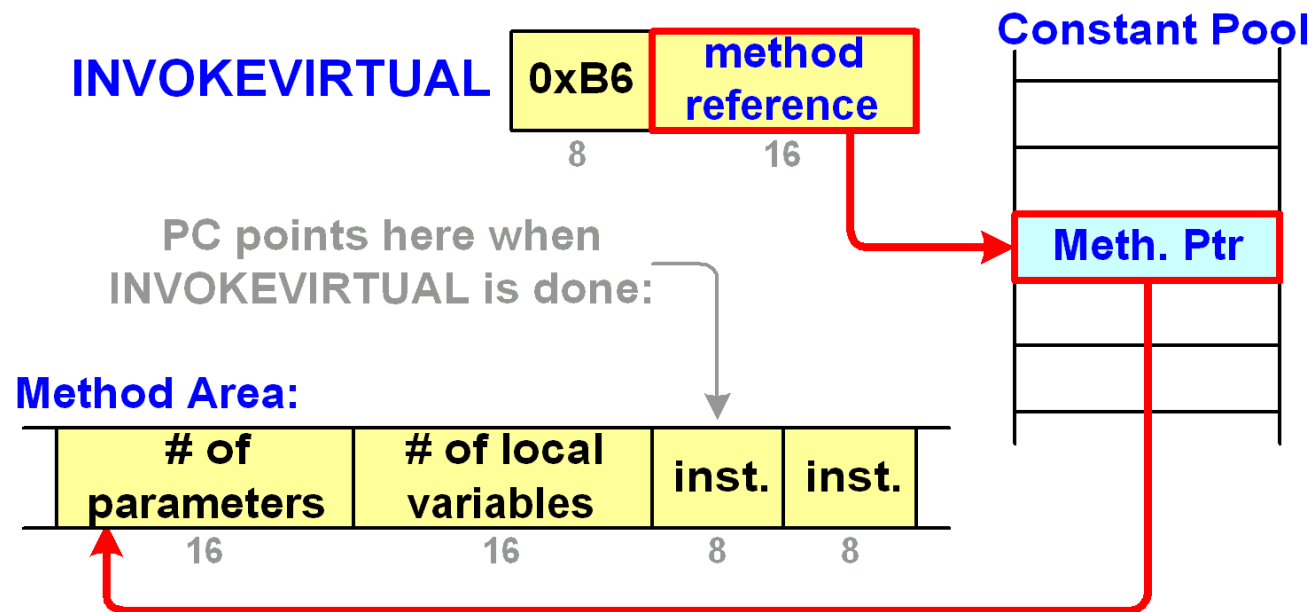 Constant Pool
INVOKEVIRTUAL
0xB6
method
reference
8
16
PC points here when
INVOKEVIRTUAL is done:
Meth. Ptr
Method Area:
# of
parameters
# of local
variables
inst.
inst.
16
16
8
8